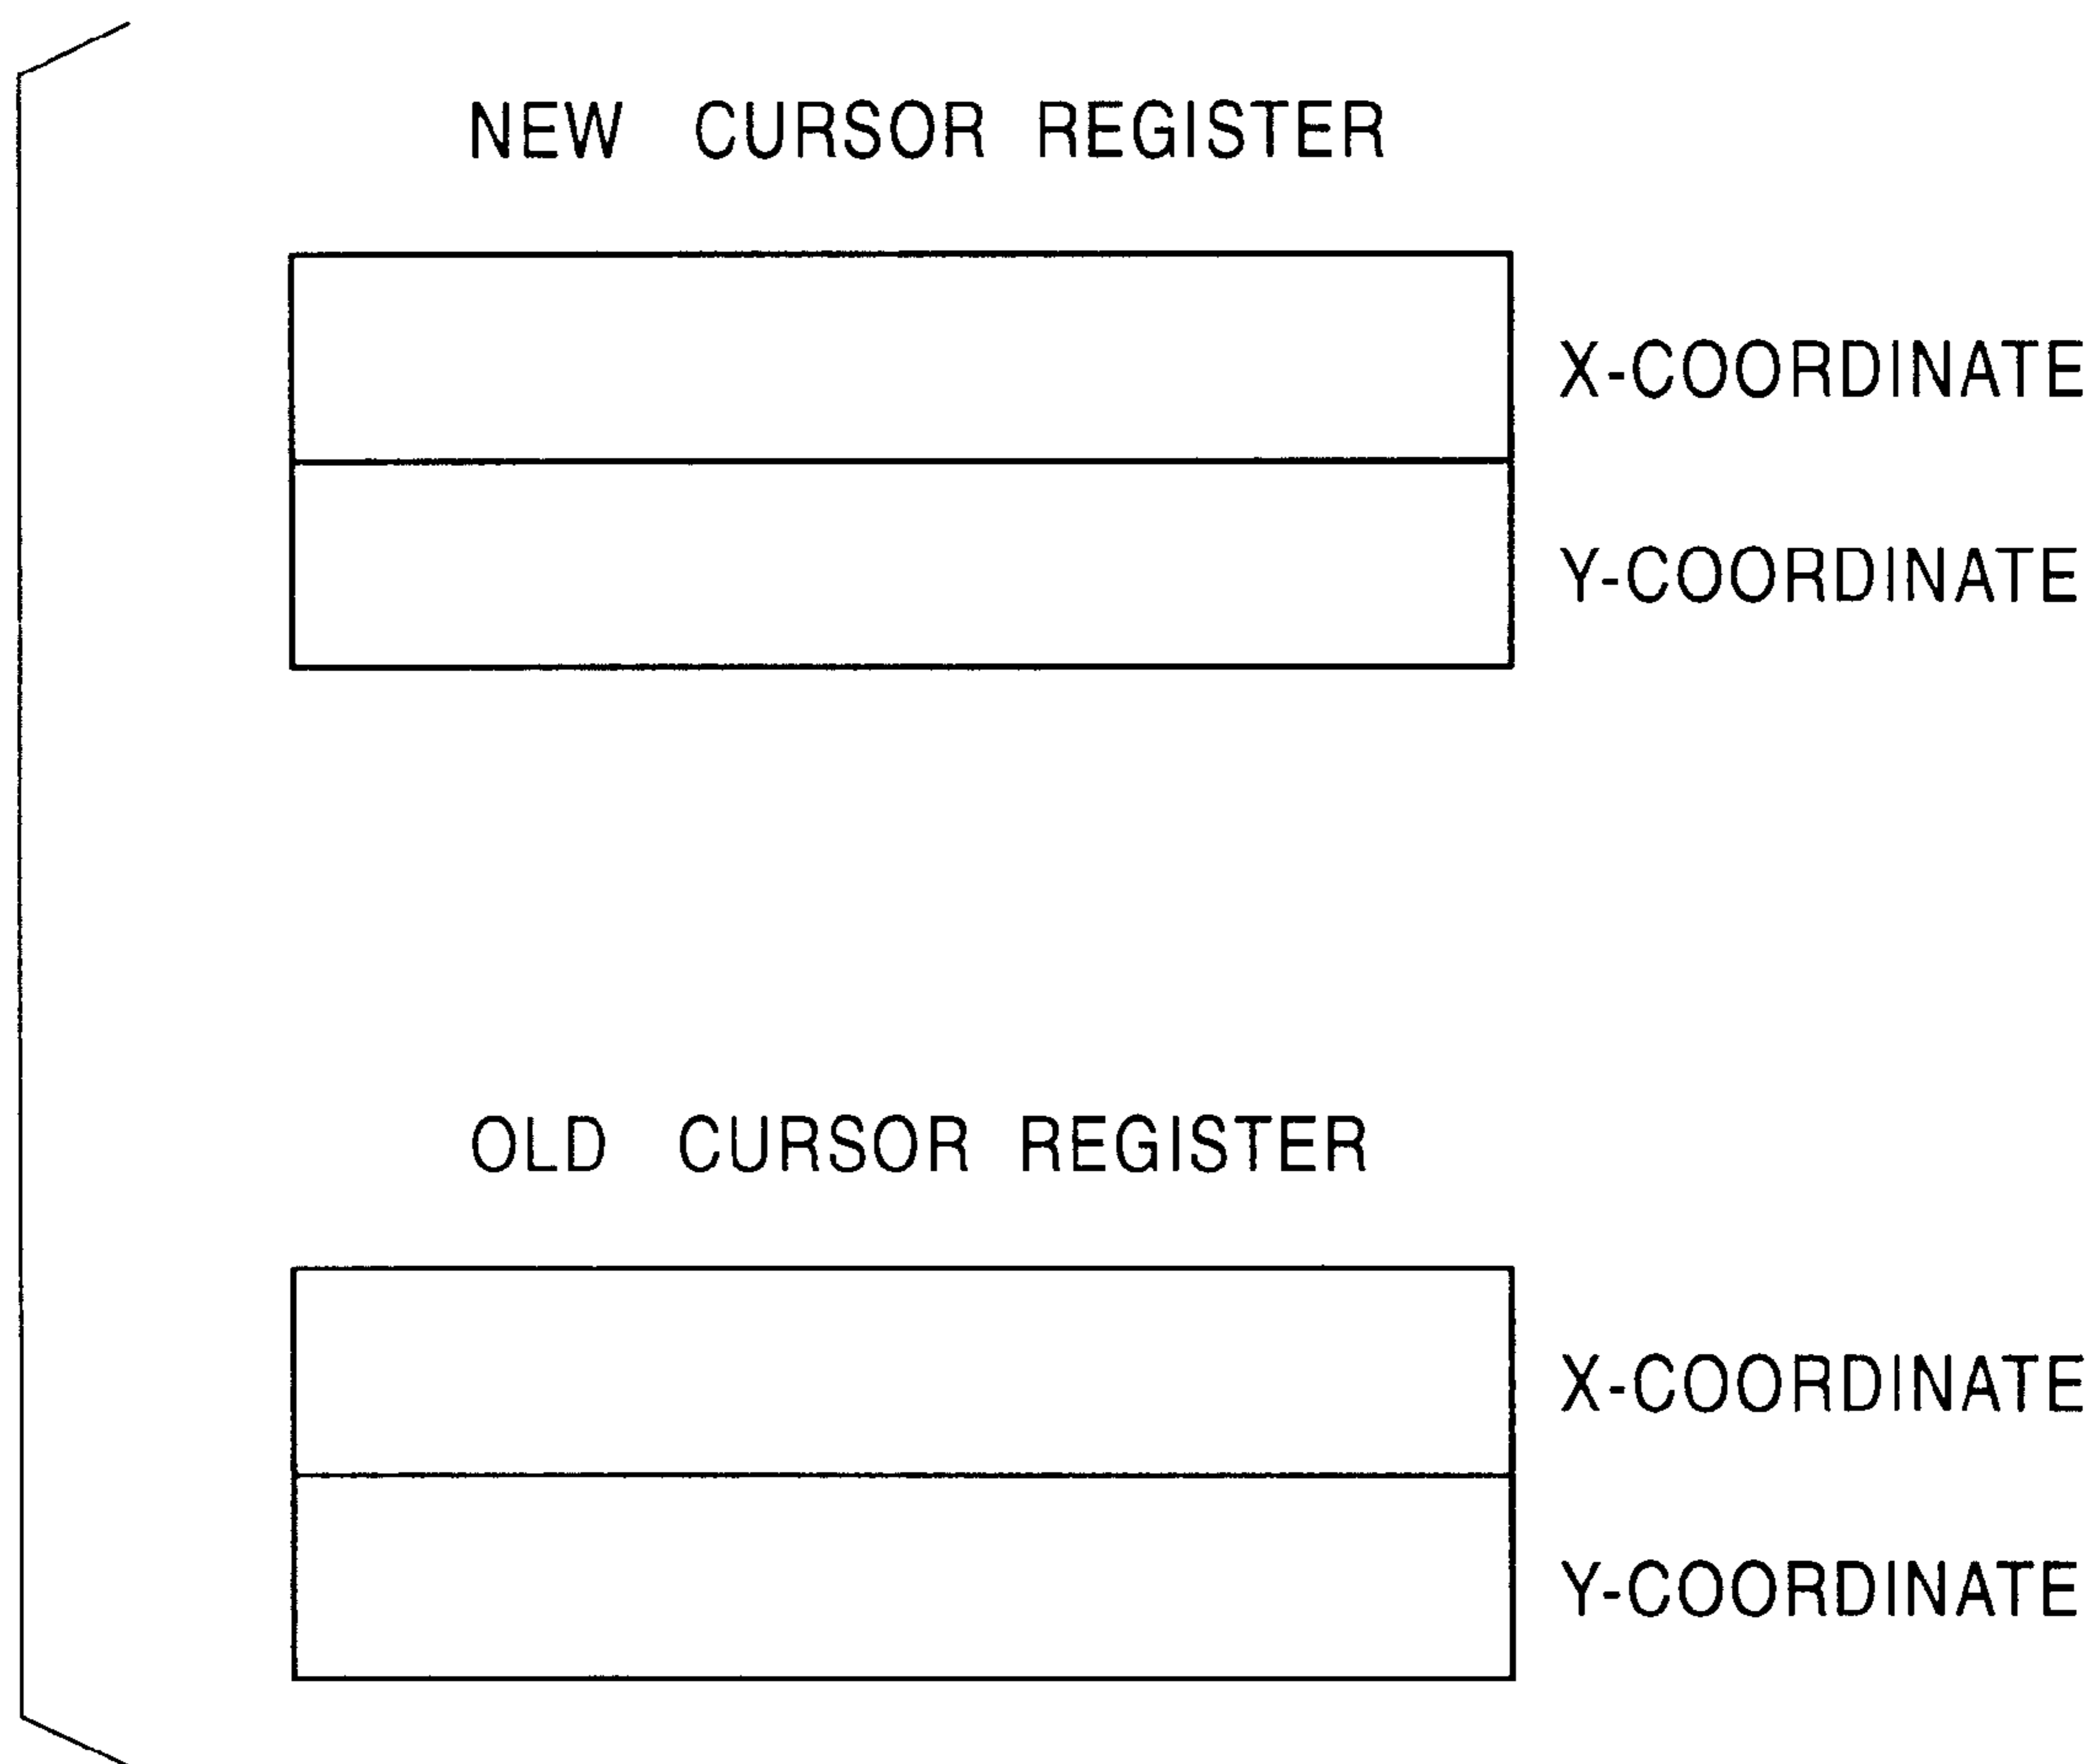 NEW CURSOR REGISTER
X-COORDINATE
Y-COORDINATE
OLD CURSOR REGISTER
X-COORDINATE
Y-COORDINATE